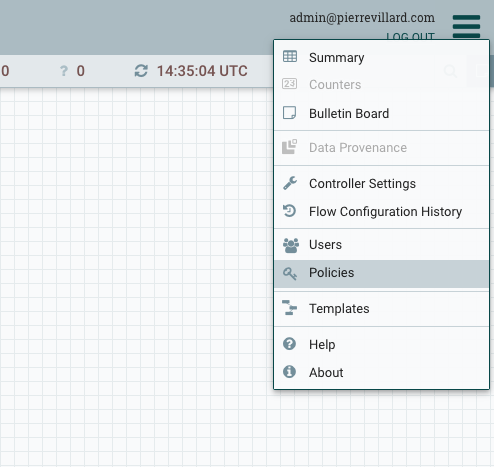 admin@pierrevillard.com
LOG OUT
0 ? 0 14:35:04 UTC
Summary
Counters
Bulletin Board
Data Provenance
Controller Settings
Flow Configuration History
Users
Policies
Templates
Help
About